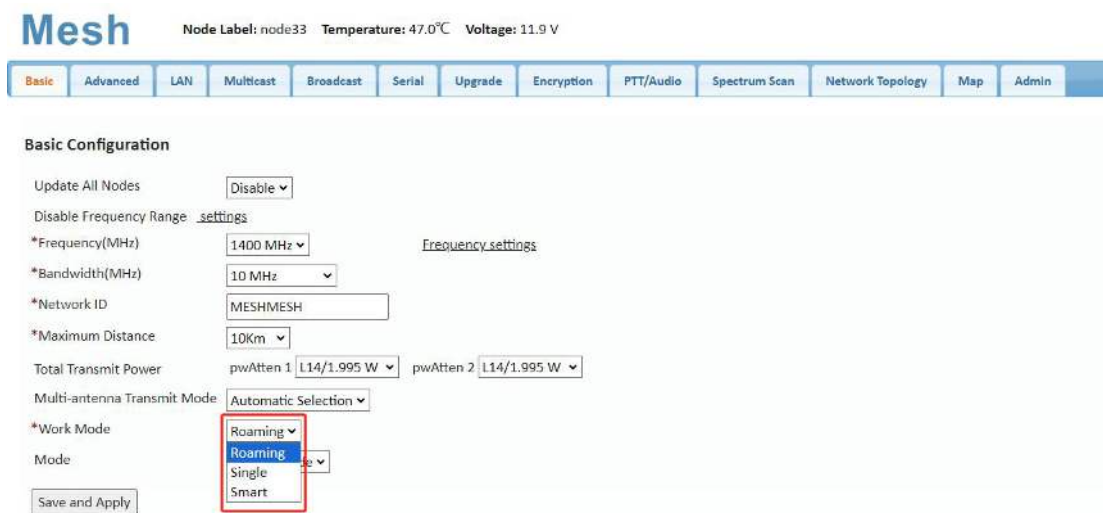 Mesh Node Label: node33 Temperature: 47.0℃ Voltage: 11.9 V
Basic Advanced LAN Multicast Broadcast Serial Upgrade Encryption PTT/Audio Spectrum Scan Network Topology Map Admin
Basic Configuration
Update All Nodes Disable
Disable Frequency Range settings
*Frequency(MHz) 1400 MHz Frequency settings
*Bandwidth(MHz) 10 MHz
*Network ID MESHMESH
*Maximum Distance 10Km
Total Transmit Power pwAtten 1 L14/1.995 W pwAtten 2 L14/1.995 W
Multi-antenna Transmit Mode Automatic Selection
*Work Mode Roaming
Roaming
Mode
Single
Smart
Save and Apply